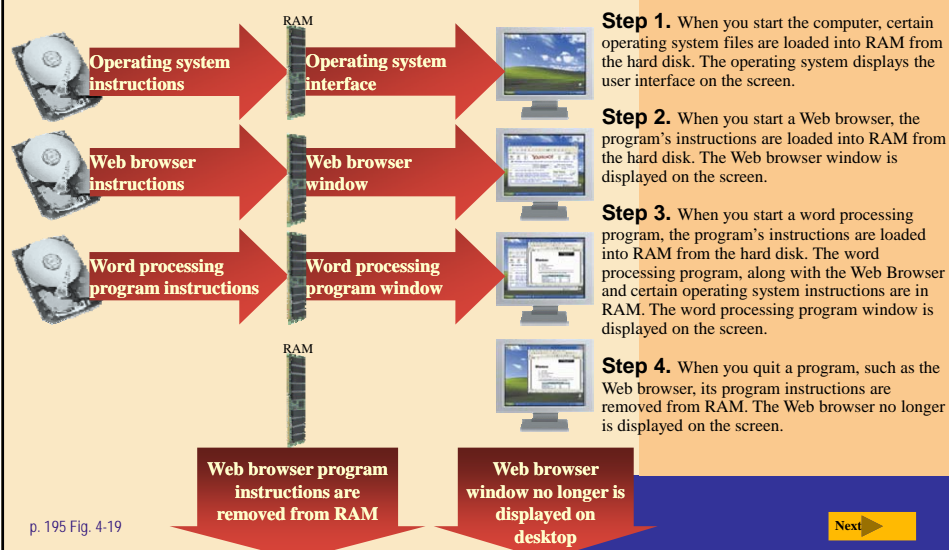 RAM
Operating system
instructions
Operating system
interface
Step 1. When you start the computer, certain
operating system files are loaded into RAM from
the hard disk. The operating system displays the
user interface on the screen.
Web browser
instructions
Web browser
window
Step 2. When you start a Web browser, the
program's instructions are loaded into RAM from
the hard disk. The Web browser window is
displayed on the screen.
Word processing
program instructions
Word processing
program window
Step 3. When you start a word processing
program, the program's instructions are loaded
into RAM from the hard disk. The word
processing program, along with the Web Browser
and certain operating system instructions are in
RAM. The word processing program window is
displayed on the screen.
RAM
Step 4. When you quit a program, such as the
Web browser, its program instructions are
removed from RAM. The Web browser no longer
is displayed on the screen.
Web browser program
instructions are
removed from RAM
Web browser
window no longer is
displayed on
desktop
p. 195 Fig. 4-19
Next